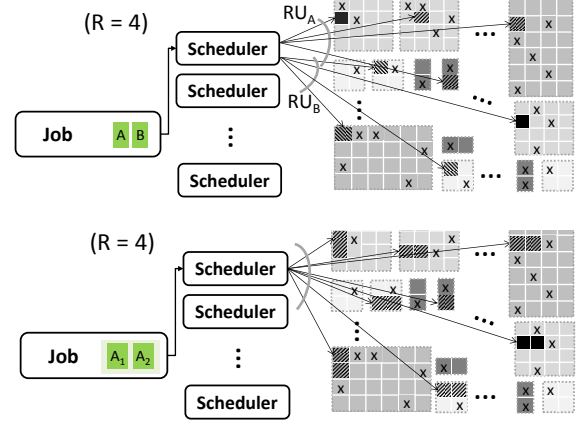 (R = 4)
Scheduler
RU_A
Scheduler
RU_B
Job
A B
Scheduler
(R = 4)
Scheduler
Scheduler
Job
A₁ A₂
Scheduler